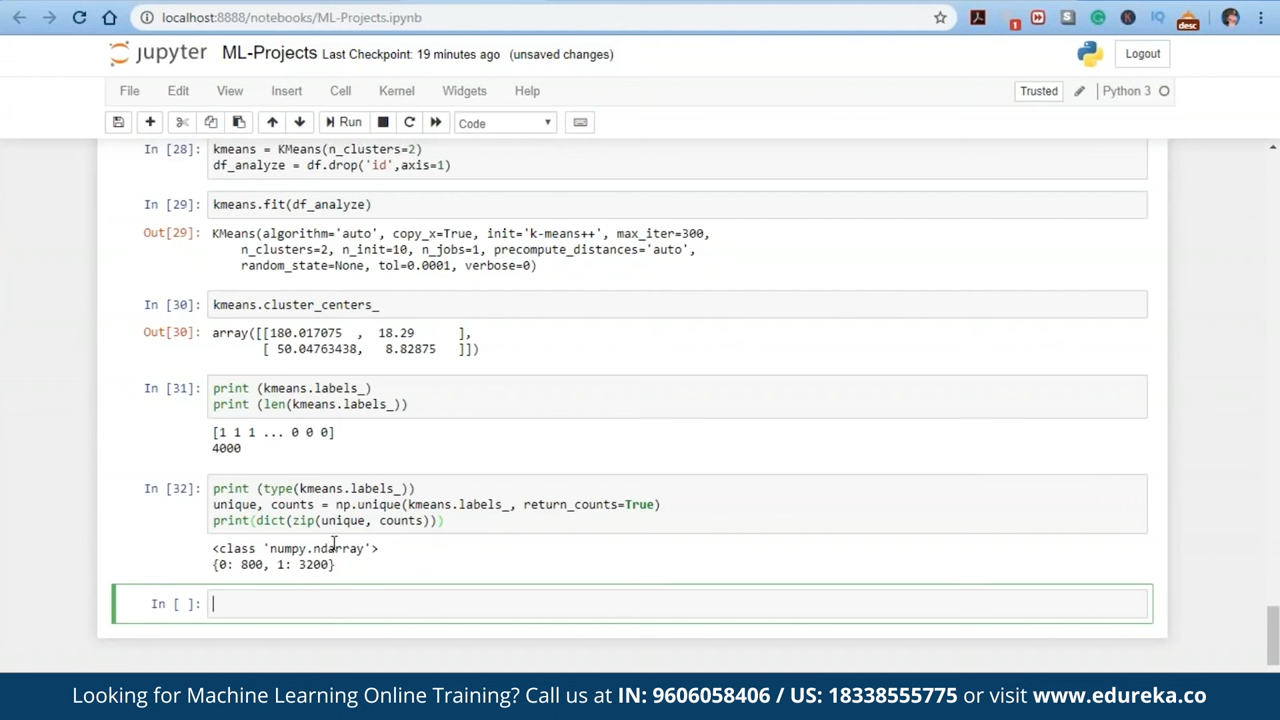 localhost:8888/notebooks/ML-Projects.ipynb
1
desc
jupyter ML-Projects Last Checkpoint: 19 minutes ago (unsaved changes)
Logout
File Edit View Insert Cell Kernel Widgets Help
Trusted
Python 3
Run
Code
In [28]: kmeans = KMeans(n_clusters=2)
df_analyze = df.drop('id',axis=1)
In [29]: kmeans.fit(df_analyze)
Out[29]: KMeans(algorithm='auto', copy_x=True, init='k-means++', max_iter=300,
n_clusters=2, n_init=10, n_jobs=1, precompute_distances='auto',
random_state=None, tol=0.0001, verbose=0)
In [30]: kmeans.cluster_centers_
Out[30]: array([[180.017075 , 18.29 ],
[ 50.04763438, 8.82875 ]])
In [31]: print (kmeans.labels_)
print (len(kmeans.labels_))
[1 1 1 ... 0 0 0]
4000
In [32]: print (type(kmeans.labels_))
unique, counts = np.unique(kmeans.labels_, return_counts=True)
print(dict(zip(unique, counts)))
<class 'numpy.ndarray'>
{0: 800, 1: 3200}
In [ ]:
Looking for Machine Learning Online Training? Call us at IN: 9606058406 / US: 18338555775 or visit www.edureka.co